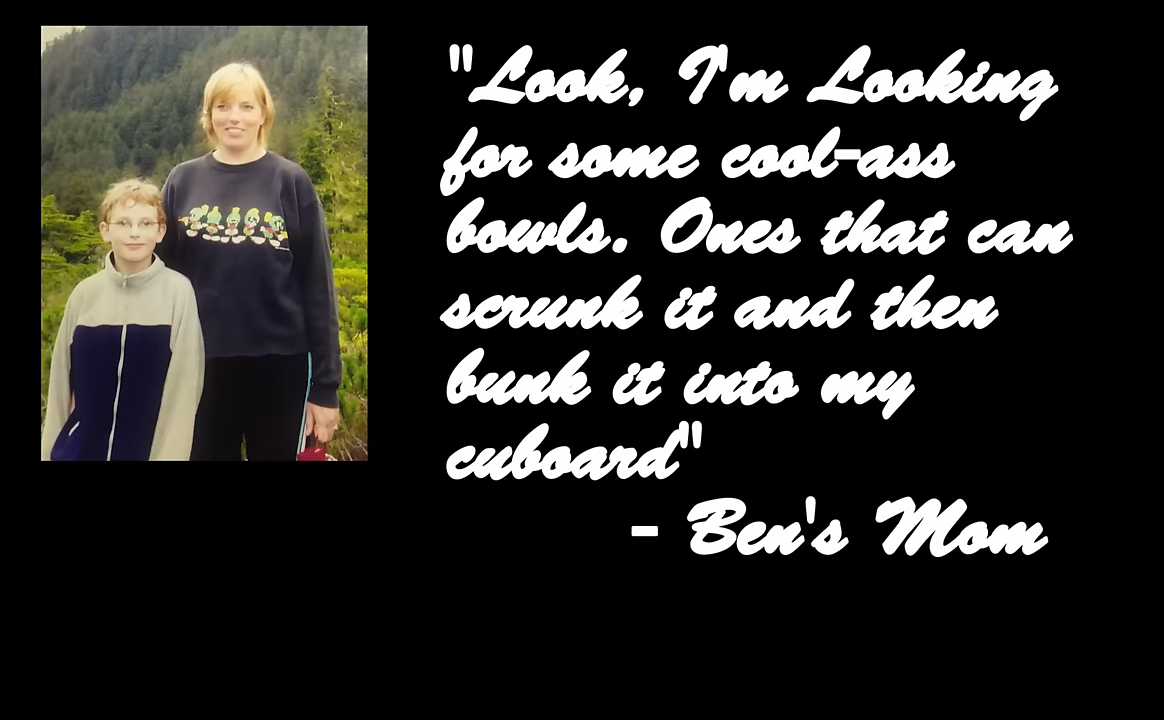 "Look, I'm Looking
for some cool-ass
bowls. Ones that can
scrunk it and then
bunk it into my
cuboard"
- Ben's Mom